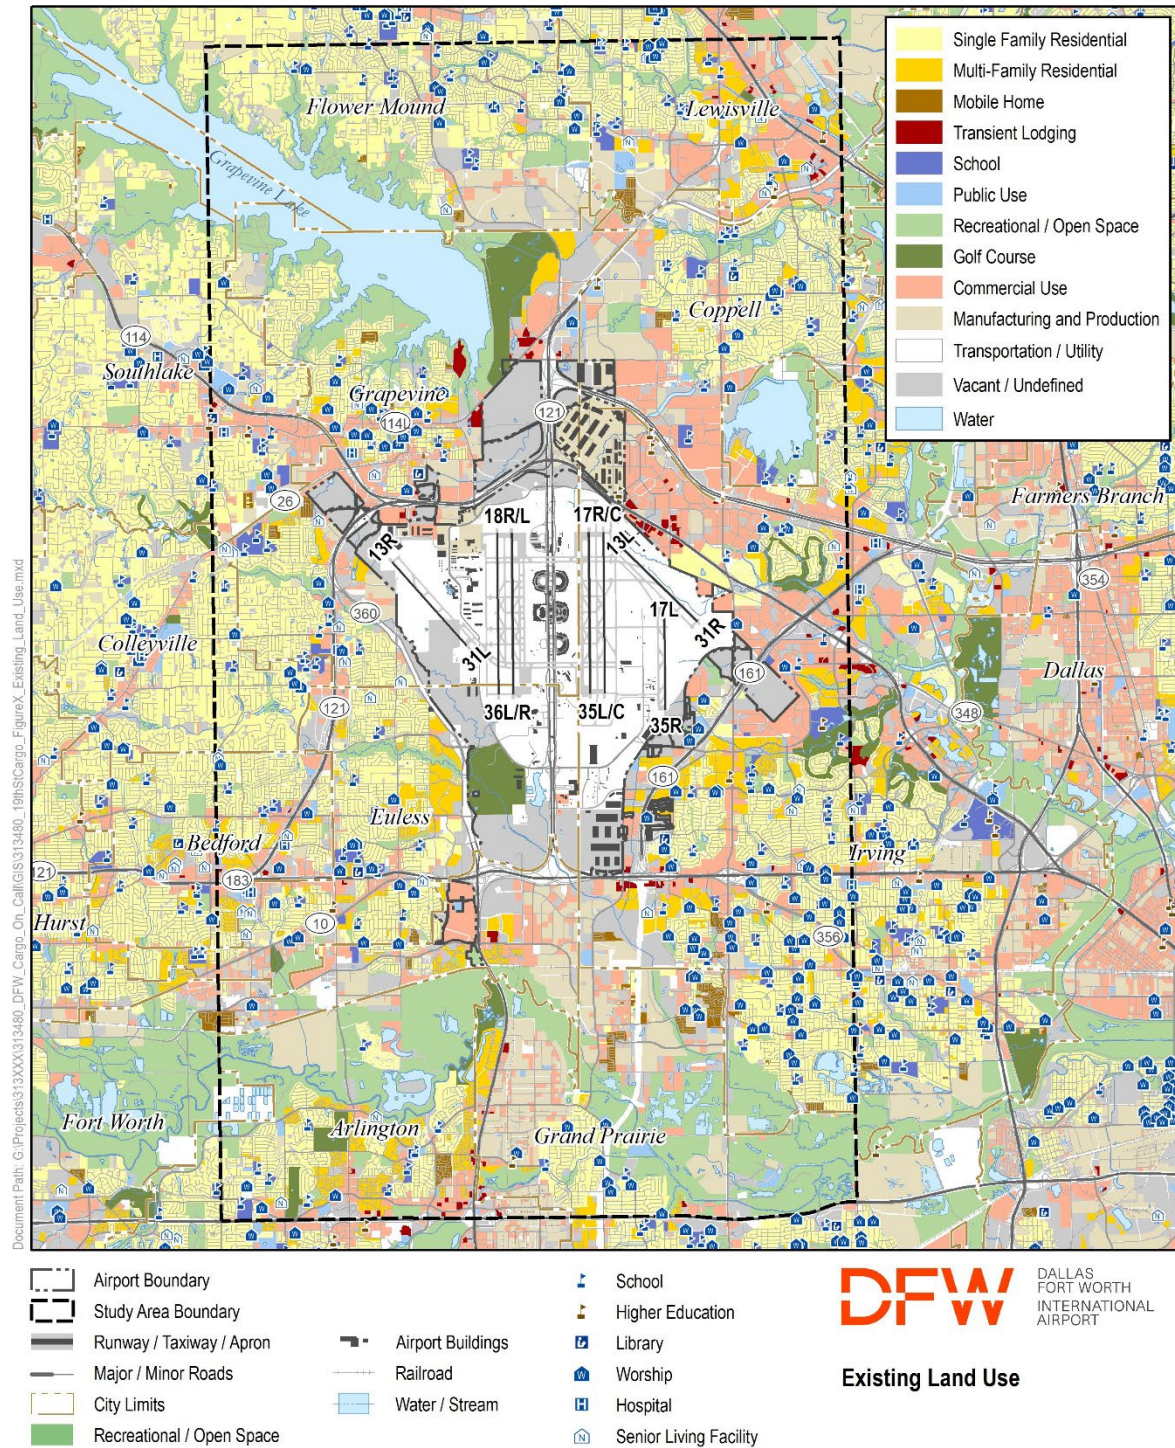 Single Family Residential
Multi-Family Residential
Mobile Home
Transient Lodging
School
Public Use
Recreational / Open Space
Golf Course
Commercial Use
Manufacturing and Production
Transportation / Utility
Vacant / Undefined
Water
Flower Mound
Lewisville
Grapevine Lake
Coppell
114
Southlake
Grapevine
114L
121
Farmers Branch
26
18R/L
17R/C
13R
13L
354
360
17L
31R
Colleyville
31L
161
Dallas
121
36L/R
35L/C
35R
348
161
Euless
Bedford
Irving
121
183
Hurst
10
356
Fort Worth
Arlington
Grand Prairie
Document Path: G:\Projects\313XXX\313480_DFW_Cargo_On_Call\GIS\313480_19thStCargo_FigureX_Existing_Land_Use.mxd
Airport Boundary
Study Area Boundary
Runway / Taxiway / Apron
Major / Minor Roads
City Limits
Recreational / Open Space
Airport Buildings
Railroad
Water / Stream
School
Higher Education
Library
Worship
Hospital
Senior Living Facility
DFW
DALLAS
FORT WORTH
INTERNATIONAL
AIRPORT
Existing Land Use